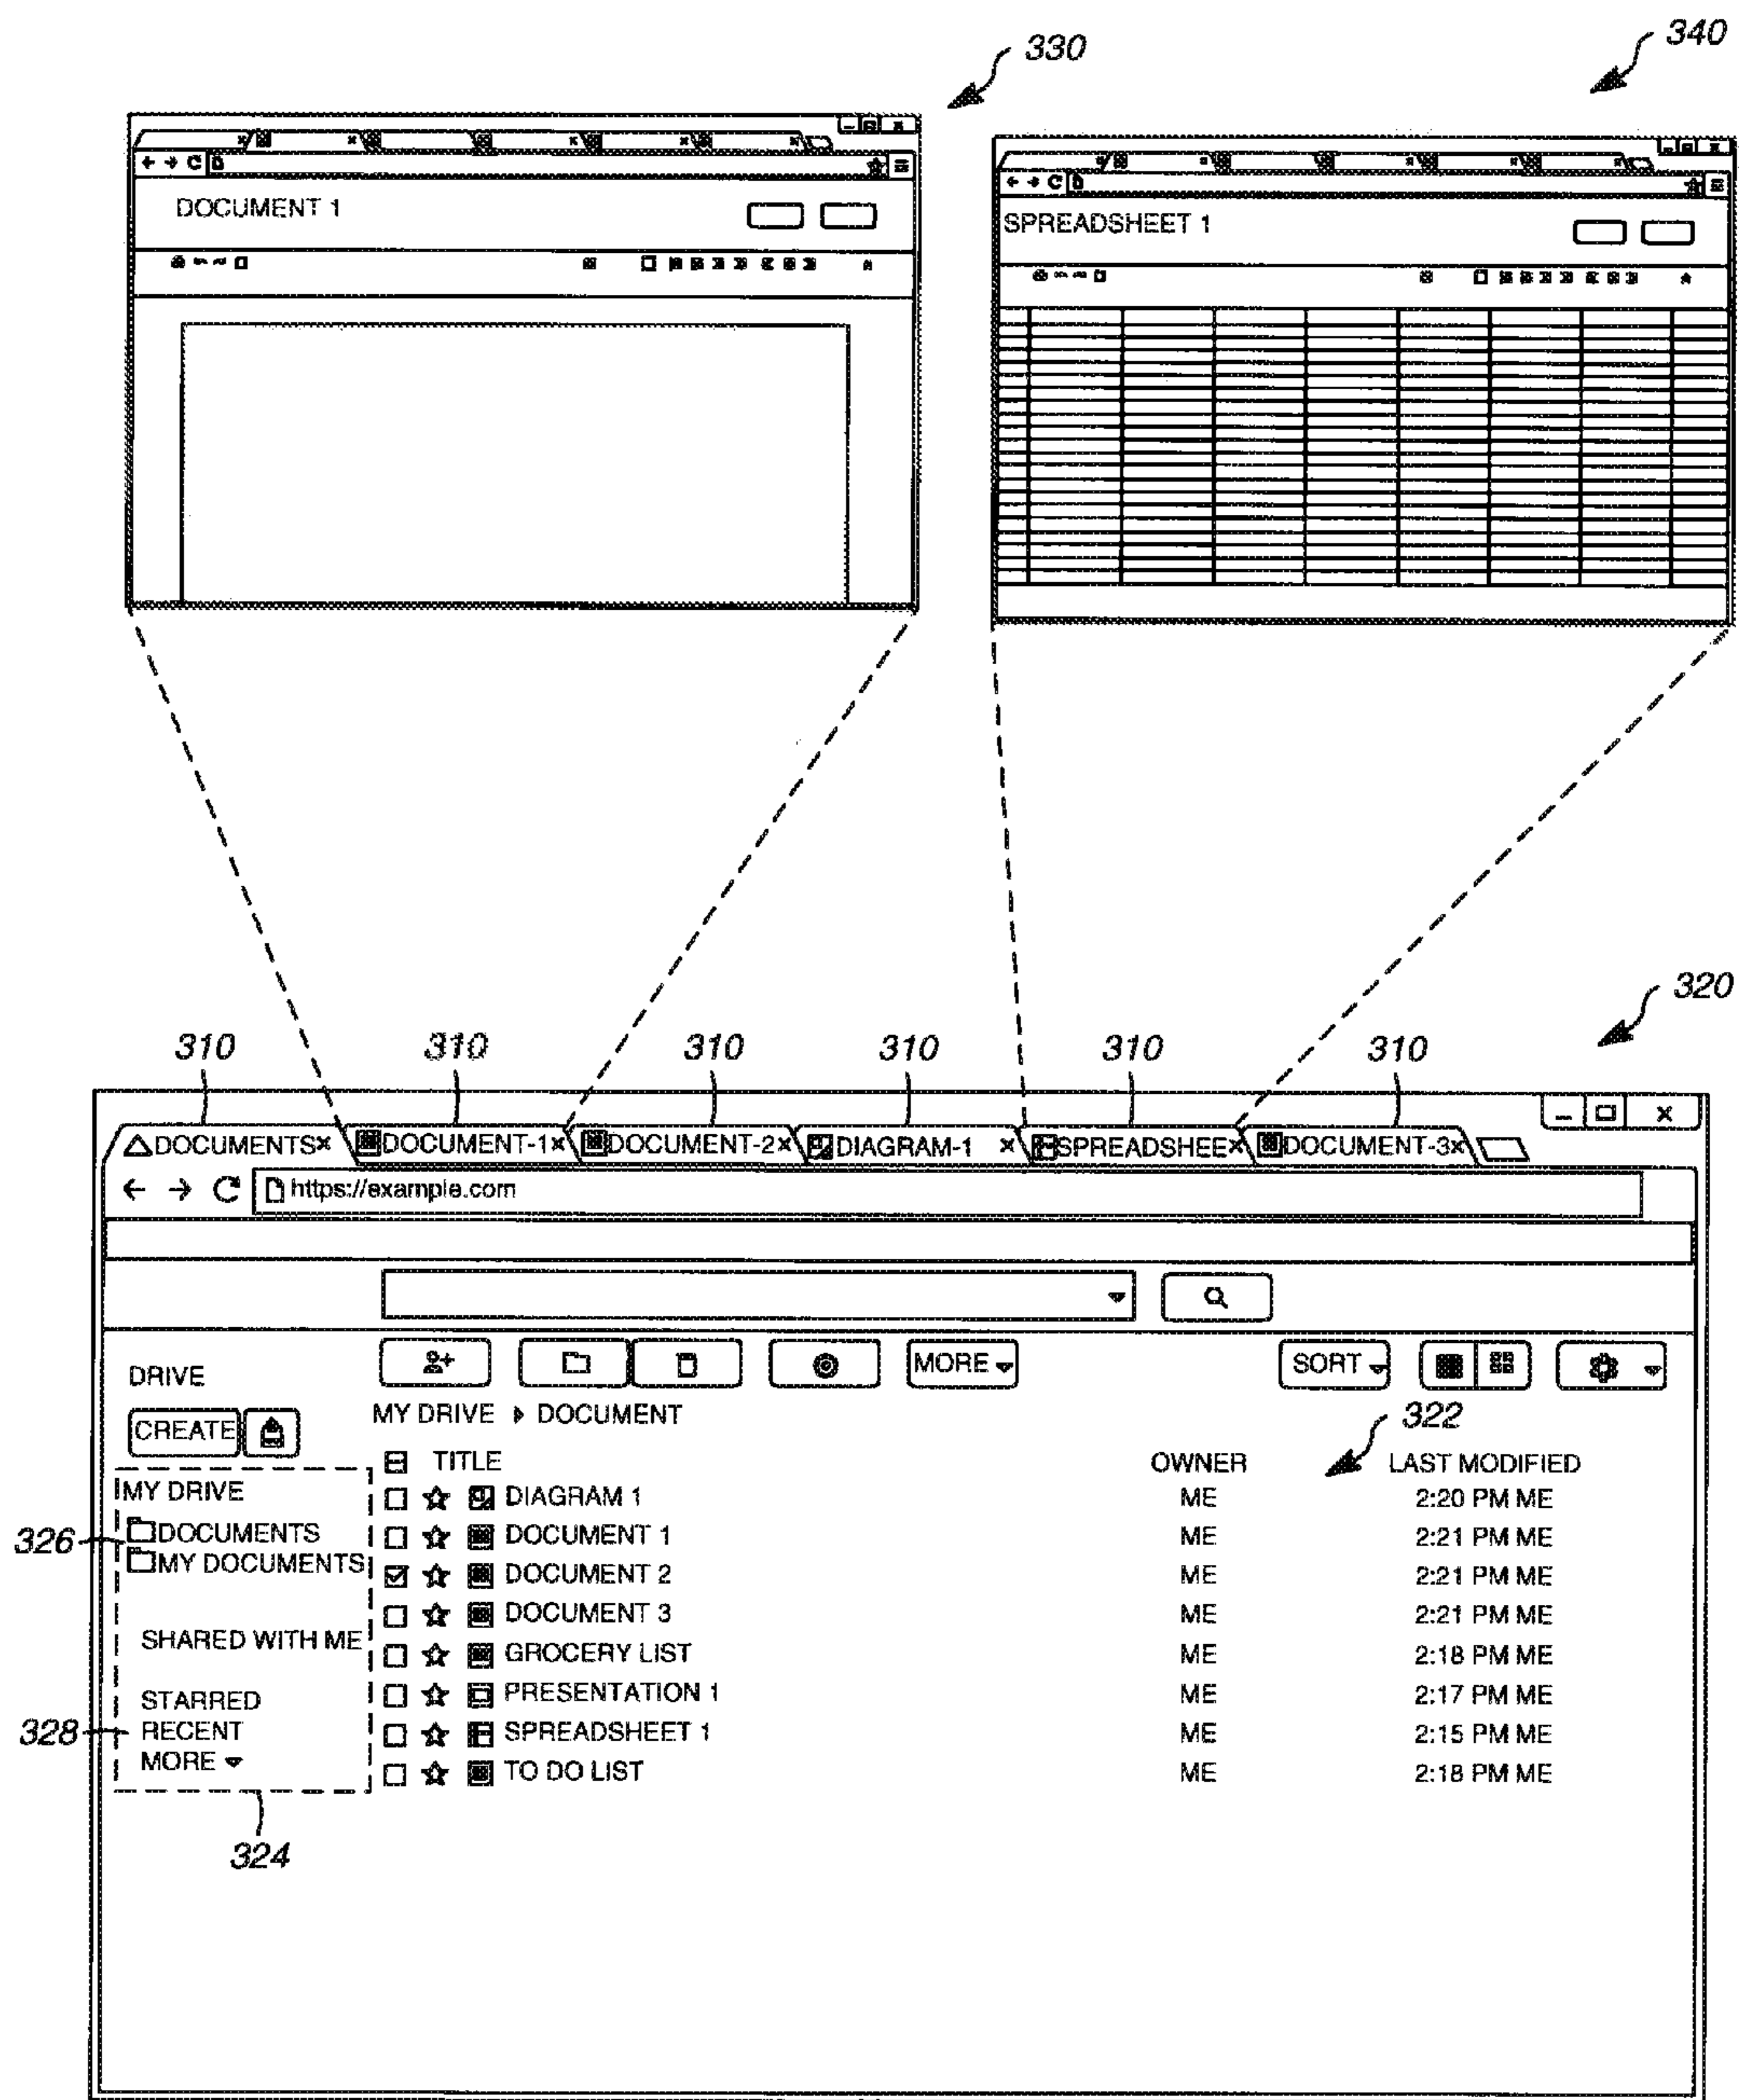 330
340
DOCUMENT 1
SPREADSHEET 1
320
310 310 310 310 310 310
DOCUMENTS x DOCUMENT-1 x DOCUMENT-2 x DIAGRAM-1 x SPREADSHEE x DOCUMENT-3 x
https://example.com
DRIVE MORE SORT
CREATE MY DRIVE DOCUMENT 322
TITLE OWNER LAST MODIFIED
MY DRIVE
DOCUMENTS
326
MY DOCUMENTS
SHARED WITH ME
STARRED
328 RECENT
MORE
324
DIAGRAM 1 ME 2:20 PM ME
DOCUMENT 1 ME 2:21 PM ME
DOCUMENT 2 ME 2:21 PM ME
DOCUMENT 3 ME 2:21 PM ME
GROCERY LIST ME 2:18 PM ME
PRESENTATION 1 ME 2:17 PM ME
SPREADSHEET 1 ME 2:15 PM ME
TO DO LIST ME 2:18 PM ME